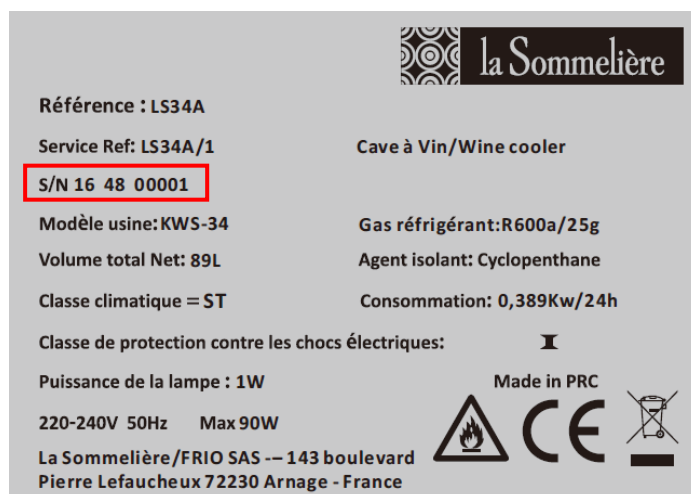 la Sommelière
Référence : LS34A
Service Ref: LS34A/1 Cave à Vin/Wine cooler
S/N 16 48 00001
Modèle usine: KWS-34 Gas réfrigérant:R600a/25g
Volume total Net: 89L Agent isolant: Cyclopenthane
Classe climatique = ST Consommation: 0,389Kw/24h
Classe de protection contre les chocs électriques: I
Puissance de la lampe : 1W Made in PRC
220-240V 50Hz Max 90W
CE
La Sommelière/FRIO SAS -– 143 boulevard
Pierre Lefaucheux 72230 Arnage - France